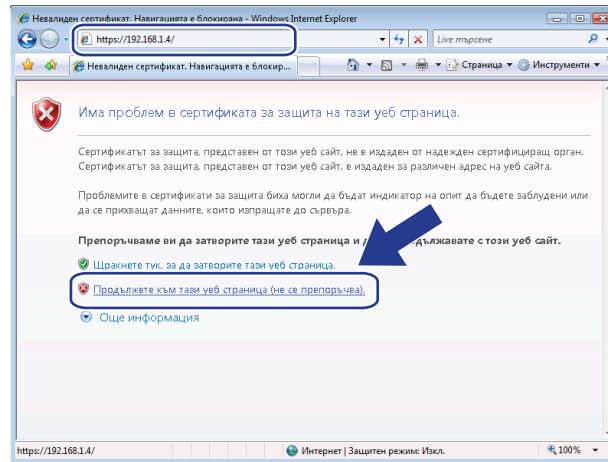 Невалиден сертификат. Навигацията е блокирана - Windows Internet Explorer
https://192.168.1.4/
Live търсене
Невалиден сертификат. Навигацията е блокир...
Страница
Инструменти
Има проблем в сертификата за защита на тази уеб страница.
Сертификатът за защита, представен от този уеб сайт, не е издаден от надежден сертифициращ орган.
Сертификатът за защита, представен от този уеб сайт, е издаден за различен адрес на уеб сайта.
Проблемите в сертификати за защита биха могли да бъдат индикатор на опит да бъдете заблудени или
да се прихващат данните, които изпращате до сървъра.
Препоръчваме ви да затворите тази уеб страница и с този уеб сайт.
Щракнете тук, за да затворите тази уеб страница.
Продължете към тази уеб страница (не се препоръчва).
Още информация
https://192.168.1.4/
Интернет | Защитен режим: Изкл.
100%